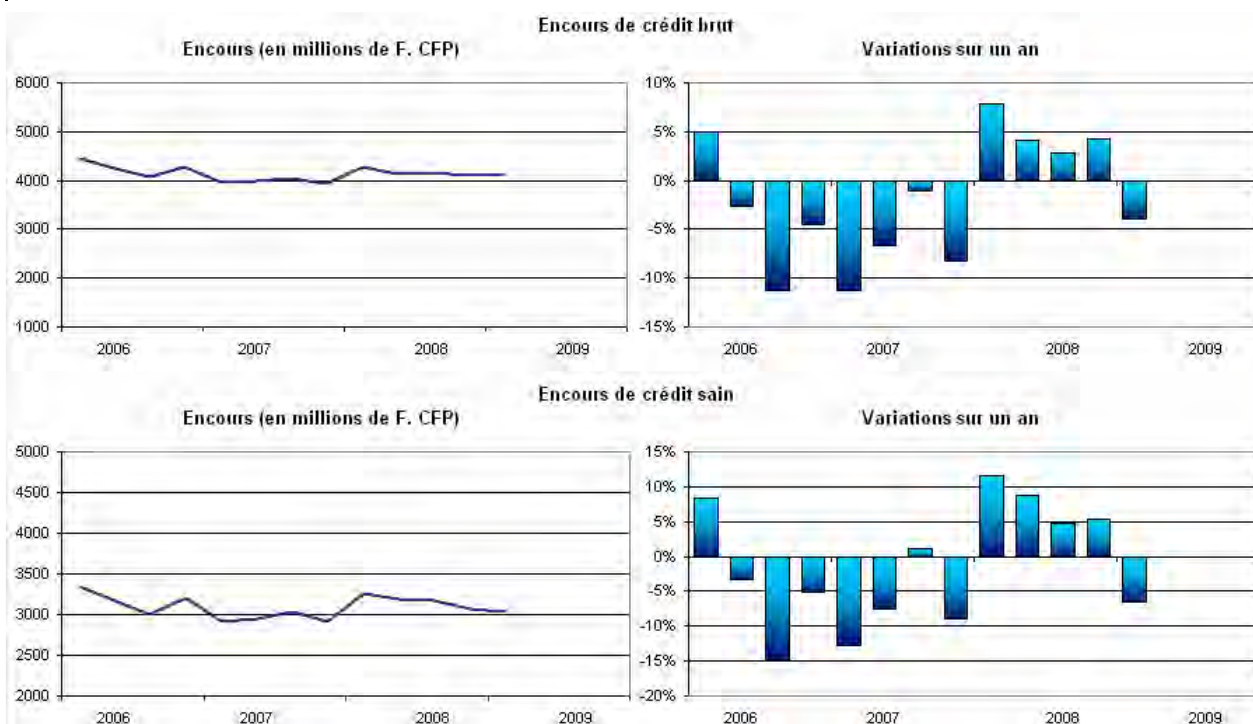 Encours de crédit brut
Encours (en millions de F. CFP)
6000
5000
4000
3000
2000
1000
2006 2007 2008 2009
Variations sur un an
10%
5%
0%
-5%
-10%
-15%
2006 2007 2008 2009
Encours de crédit sain
Encours (en millions de F. CFP)
5000
4500
4000
3500
3000
2500
2000
2006 2007 2008 2009
Variations sur un an
15%
10%
5%
0%
-5%
-10%
-15%
-20%
2006 2007 2008 2009